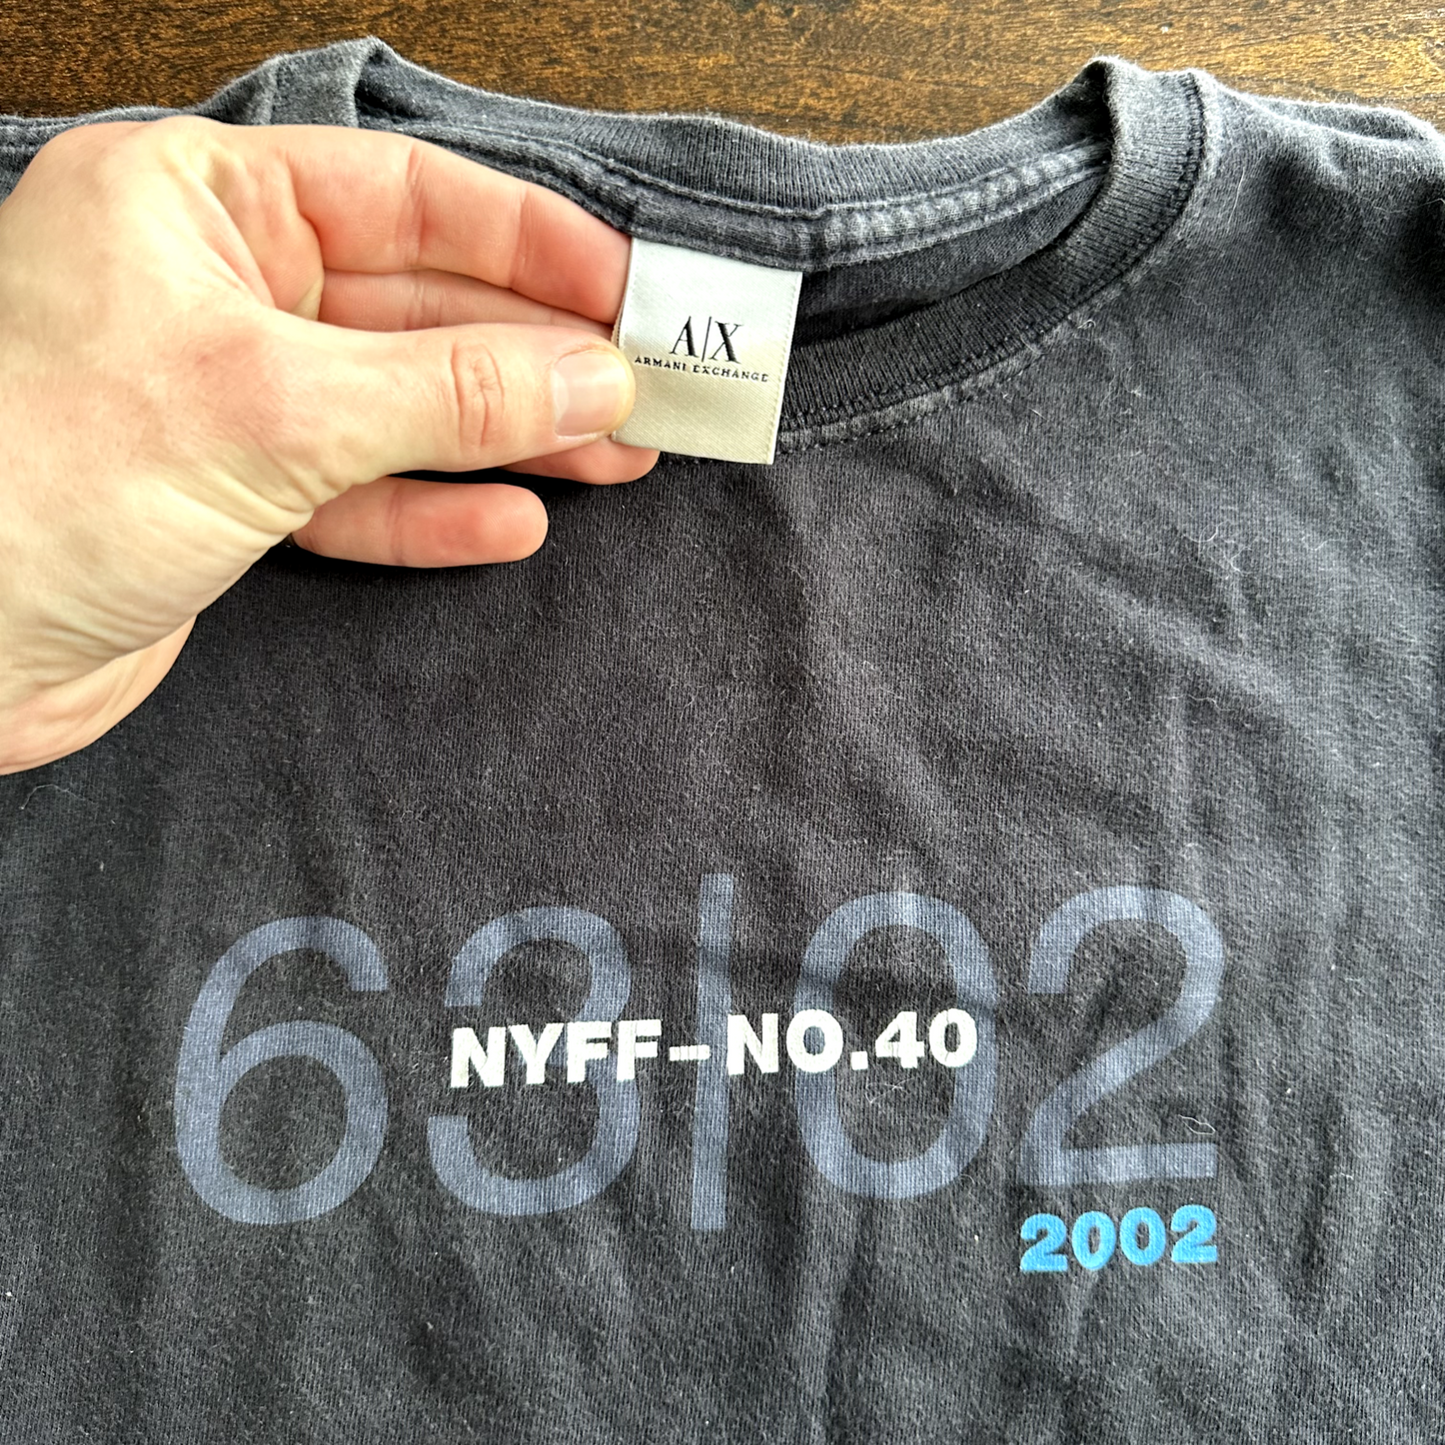 A|X
ARMANI EXCHANGE
63|02
NYFF-NO.40
2002